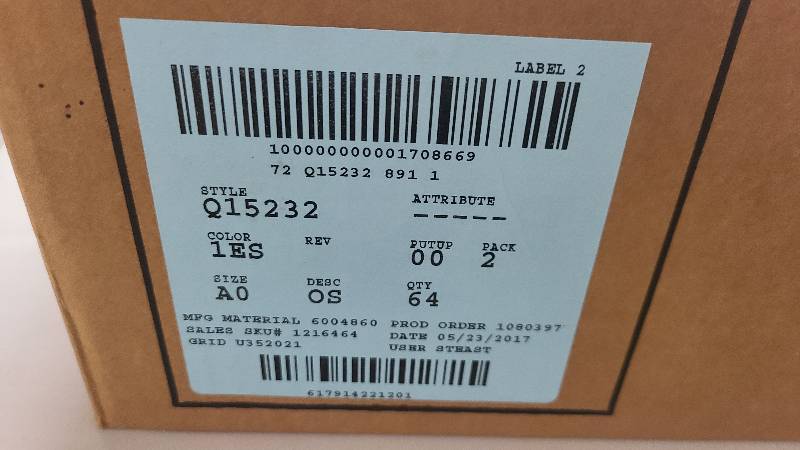 LABEL 2
10000000000001708669
72 Q15232 891 1
STYLE ATTRIBUTE
Q15232 -----
COLOR REV PUTUP PACK
1ES 00 2
SIZE DESC QTY
A0 OS 64
MFG MATERIAL 6004860 PROD ORDER 1080397
SALES SKU# 1216464 DATE 05/23/2017
GRID U352021 USER STEAST
617914221201